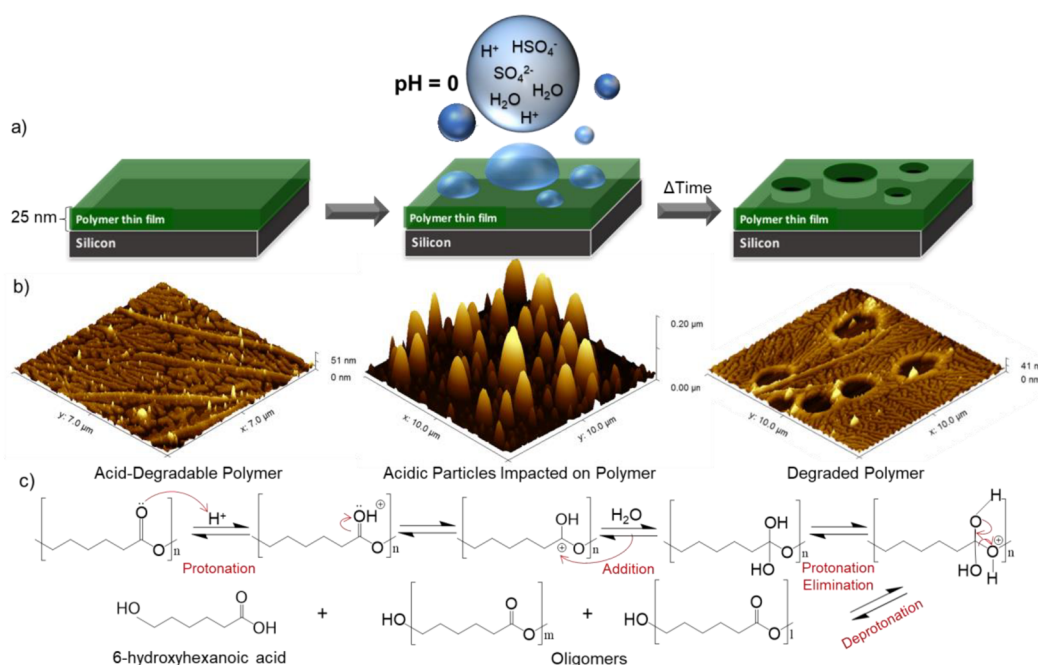 H⁺ HSO₄⁻
SO₄²⁻
H₂O H₂O
H⁺
pH = 0
a)
ΔTime
25 nm
Polymer thin film
Silicon
Polymer thin film
Silicon
Polymer thin film
Silicon
b)
51 nm
0 nm
y: 7.0 µm
x: 7.0 µm
0.20 µm
0.00 µm
x: 10.0 µm
y: 10.0 µm
41 nm
0 nm
y: 10.0 µm
x: 10.0 µm
Acid-Degradable Polymer
Acidic Particles Impacted on Polymer
Degraded Polymer
c)
O
O n
H⁺
Protonation
OH ⊕
O n
OH
⊕ O n
H₂O
Addition
OH
O n
HO
Protonation
Elimination
H
O
O ⊕ n
HO H
Deprotonation
HO
O
OH
+
HO
O
O m
+
HO
O
O l
6-hydroxyhexanoic acid
Oligomers